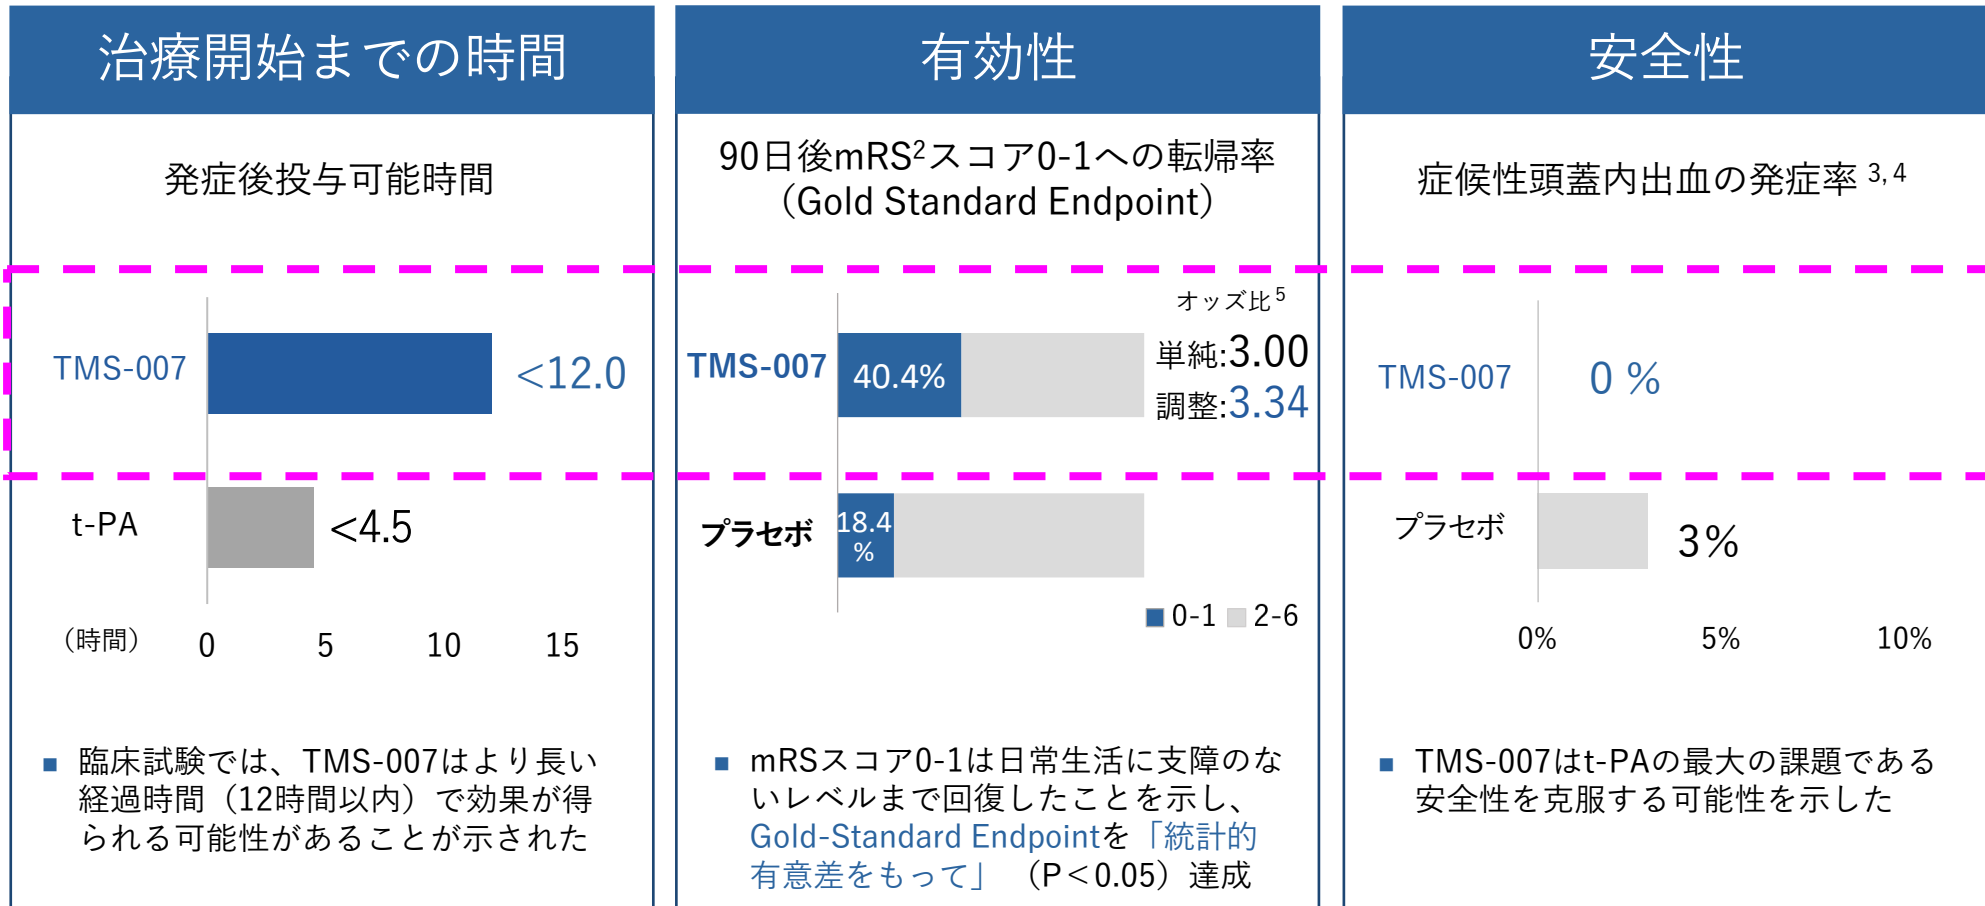 治療開始までの時間
発症後投与可能時間
TMS-007
<12.0
t-PA
<4.5
（時間）
0
5
10
15
■ 臨床試験では、TMS-007はより長い
経過時間（12時間以内）で効果が得
られる可能性があることが示された
有効性
90日後mRS²スコア0-1への転帰率
（Gold Standard Endpoint）
オッズ比⁵
TMS-007
40.4%
単純:3.00
調整:3.34
プラセボ
18.4
%
0-1
2-6
■ mRSスコア0-1は日常生活に支障のな
いレベルまで回復したことを示し、
Gold-Standard Endpointを「統計的
有意差をもって」（P＜0.05）達成
安全性
症候性頭蓋内出血の発症率 ³,⁴
TMS-007
0 %
プラセボ
3%
0%
5%
10%
■ TMS-007はt-PAの最大の課題である
安全性を克服する可能性を示した